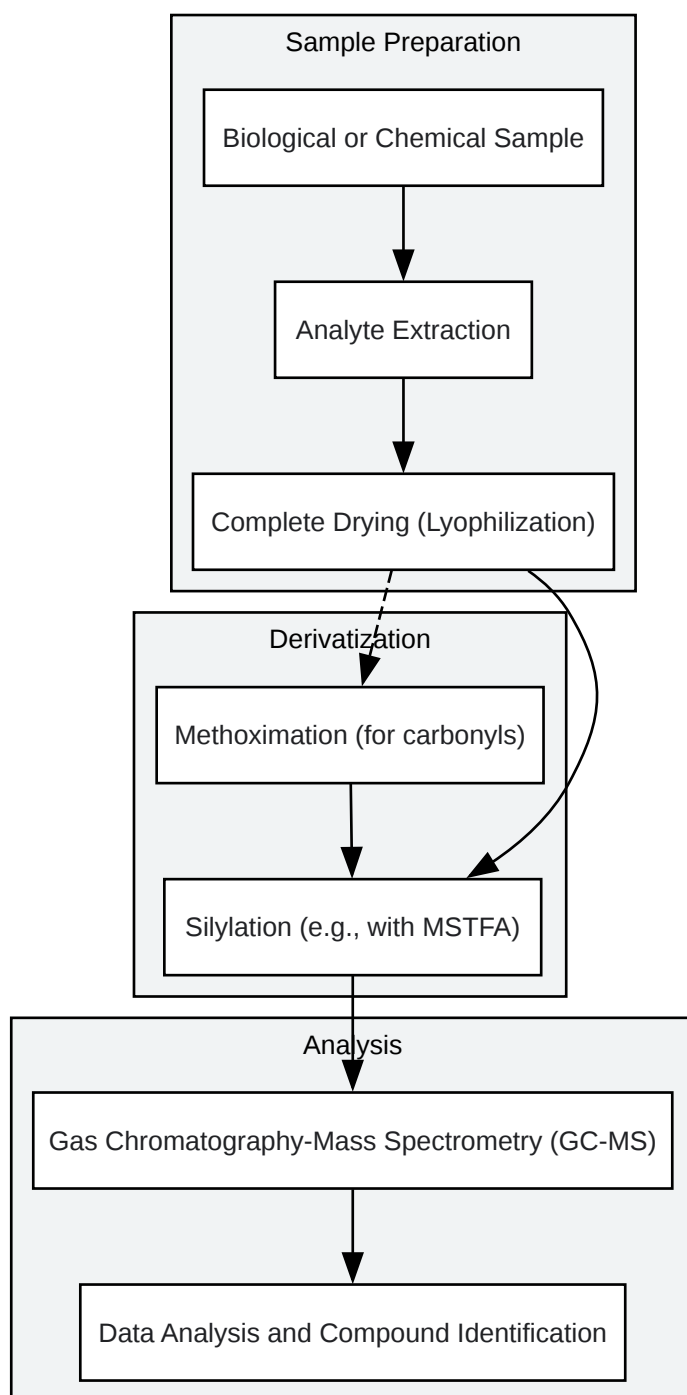 Sample Preparation
Biological or Chemical Sample
Analyte Extraction
Complete Drying (Lyophilization)
Derivatization
Methoximation (for carbonyls)
Silylation (e.g., with MSTFA)
Analysis
Gas Chromatography-Mass Spectrometry (GC-MS)
Data Analysis and Compound Identification